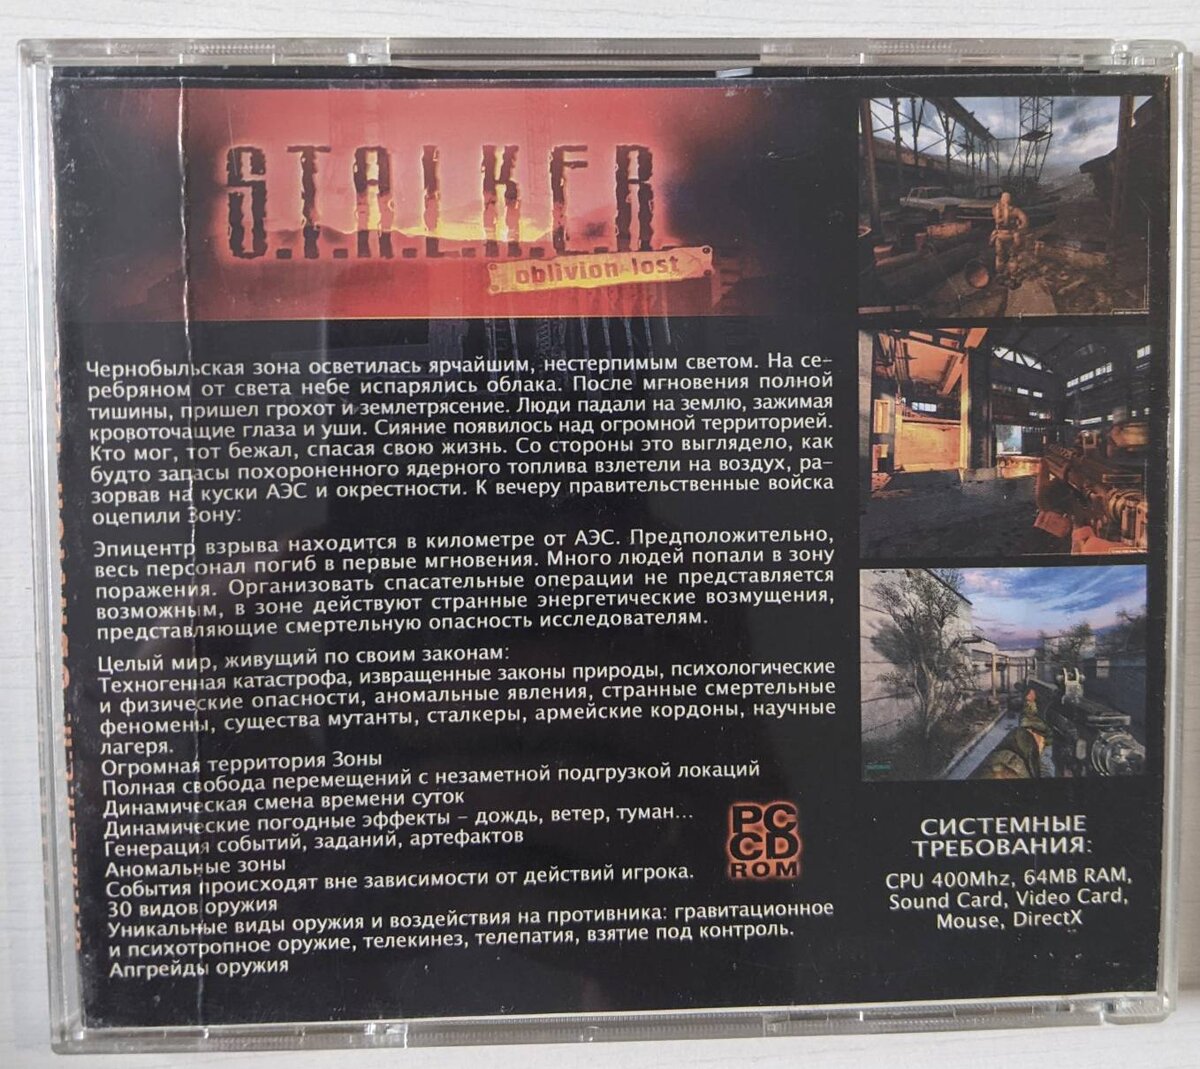 S.T.A.L.K.E.R.
oblivion lost
Чернобыльская зона осветилась ярчайшим, нестерпимым светом. На се-
ребряном от света небе испарялись облака. После мгновения полной
тишины, пришел грохот и землетрясение. Люди падали на землю, зажимая
кровоточащие глаза и уши. Сияние появилось над огромной территорией.
Кто мог, тот бежал, спасая свою жизнь. Со стороны это выглядело, как
будто запасы похороненного ядерного топлива взлетели на воздух, ра-
зорвав на куски АЭС и окрестности. К вечеру правительственные войска
оцепили Зону:
Эпицентр взрыва находится в километре от АЭС. Предположительно,
весь персонал погиб в первые мгновения. Много людей попали в зону
поражения. Организовать спасательные операции не представляется
возможным, в зоне действуют странные энергетические возмущения,
представляющие смертельную опасность исследователям.
Целый мир, живущий по своим законам:
Техногенная катастрофа, извращенные законы природы, психологические
и физические опасности, аномальные явления, странные смертельные
феномены, существа мутанты, сталкеры, армейские кордоны, научные
лагеря.
Огромная территория Зоны
Полная свобода перемещений с незаметной подгрузкой локаций
Динамическая смена времени суток
Динамические погодные эффекты – дождь, ветер, туман...
Генерация событий, заданий, артефактов
Аномальные зоны
События происходят вне зависимости от действий игрока.
30 видов оружия
Уникальные виды оружия и воздействия на противника: гравитационное
и психотропное оружие, телекинез, телепатия, взятие под контроль.
Апгрейды оружия
PC
CD
ROM
СИСТЕМНЫЕ
ТРЕБОВАНИЯ:
CPU 400Mhz, 64MB RAM,
Sound Card, Video Card,
Mouse, DirectX